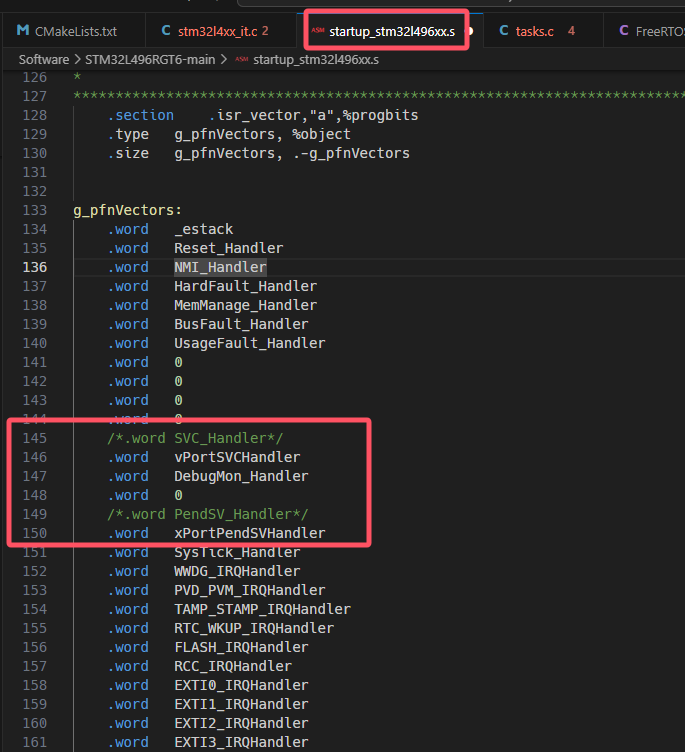 CMakeLists.txt
C stm32l4xx_it.c 2
ASM startup_stm32l496xx.s
C tasks.c 4
C FreeRTOS
Software > STM32L496RGT6-main > ASM startup_stm32l496xx.s
126 *
127 ******************************************************************************
128 .section .isr_vector,"a",%progbits
129 .type g_pfnVectors, %object
130 .size g_pfnVectors, .-g_pfnVectors
131
132
133 g_pfnVectors:
134 .word _estack
135 .word Reset_Handler
136 .word NMI_Handler
137 .word HardFault_Handler
138 .word MemManage_Handler
139 .word BusFault_Handler
140 .word UsageFault_Handler
141 .word 0
142 .word 0
143 .word 0
144 .word 0
145 /*.word SVC_Handler*/
146 .word vPortSVCHandler
147 .word DebugMon_Handler
148 .word 0
149 /*.word PendSV_Handler*/
150 .word xPortPendSVHandler
151 .word SysTick_Handler
152 .word WWDG_IRQHandler
153 .word PVD_PVM_IRQHandler
154 .word TAMP_STAMP_IRQHandler
155 .word RTC_WKUP_IRQHandler
156 .word FLASH_IRQHandler
157 .word RCC_IRQHandler
158 .word EXTI0_IRQHandler
159 .word EXTI1_IRQHandler
160 .word EXTI2_IRQHandler
161 .word EXTI3_IRQHandler